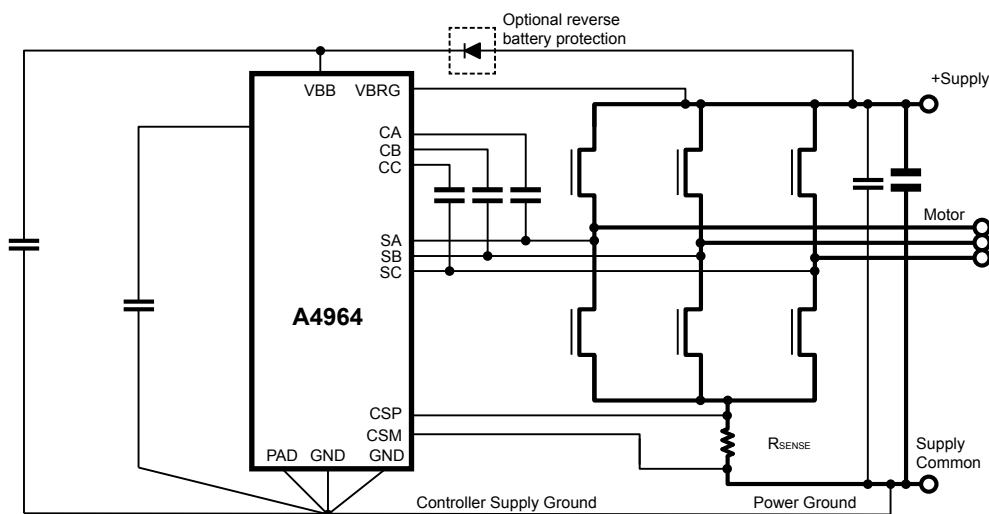 Optional reverse
battery protection
VBB
VBRG
+Supply
CA
CB
CC
SA
SB
SC
Motor
A4964
CSP
CSM
RSENSE
PAD
GND
GND
Supply
Common
Controller Supply Ground
Power Ground